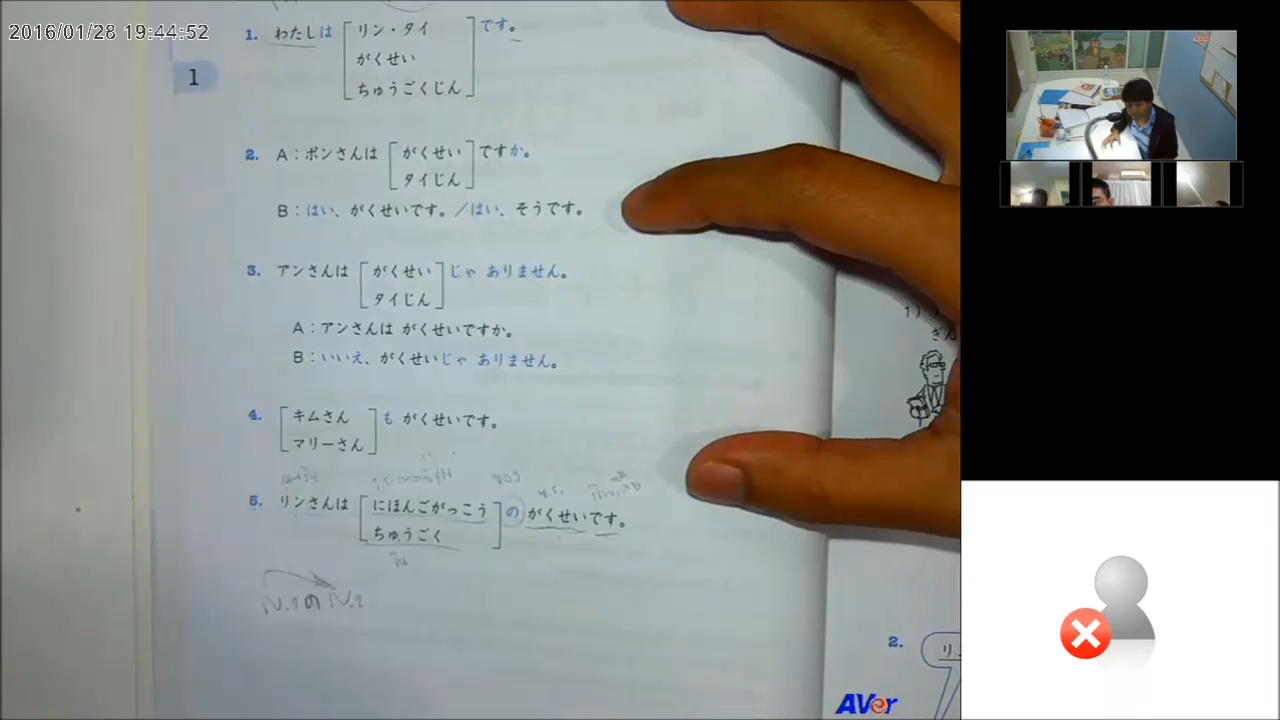 2016/01/28 19:44:52
1
1. わたしは リン・タイ です。
がくせい
ちゅうごくじん
2. A:ポンさんは がくせい ですか。
タイじん
B:はい、がくせいです。/はい、そうです。
3. アンさんは がくせい じゃ ありません。
タイじん
A:アンさんは がくせいですか。
B:いいえ、がくせいじゃ ありません。
4. キムさん も がくせいです。
マリーさん
5. リンさんは にほんごがっこう の がくせいです。
ちゅうごく
N.1 の N.2
1)
2.
リ
AVer